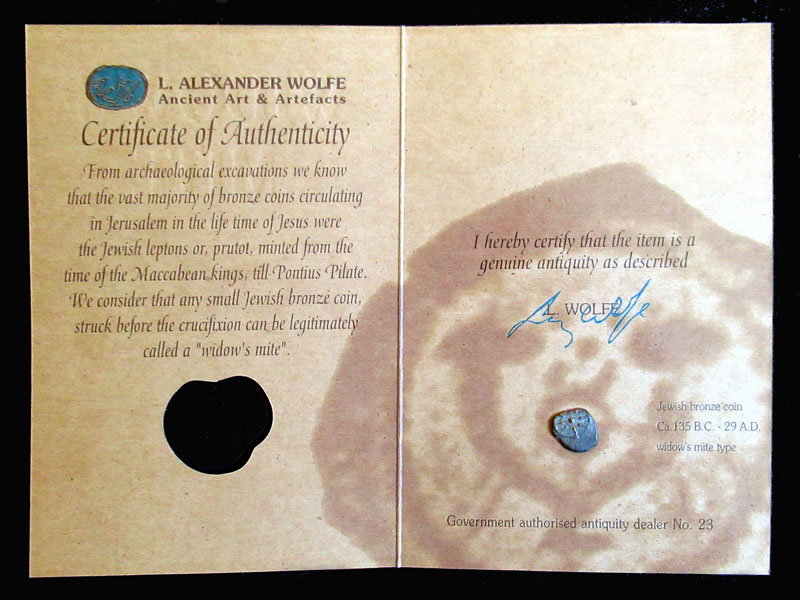 L. ALEXANDER WOLFE
Ancient Art & Artefacts
Certificate of Authenticity
From archaeological excavations we know
that the vast majority of bronze coins circulating
in Jerusalem in the life time of Jesus were
the Jewish leptons or, prutot, minted from the
time of the Maccabean kings, till Pontius Pilate.
We consider that any small Jewish bronze coin,
struck before the crucifixion can be legitimately
called a "widow's mite".
I hereby certify that the item is a
genuine antiquity as described
L. WOLFE
Jewish bronze coin
Ca.135 B.C. - 29 A.D.
widow's mite type
Government authorised antiquity dealer No. 23